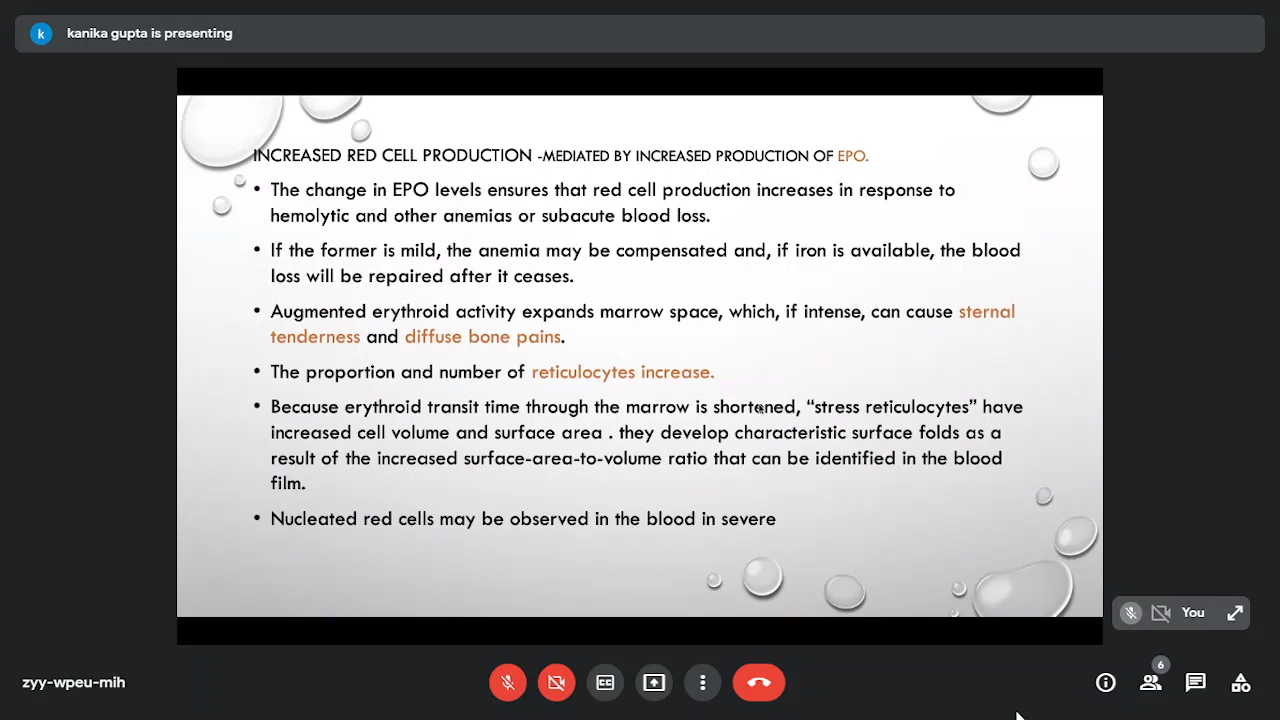 k kanika gupta is presenting
INCREASED RED CELL PRODUCTION -MEDIATED BY INCREASED PRODUCTION OF EPO.
• The change in EPO levels ensures that red cell production increases in response to
hemolytic and other anemias or subacute blood loss.
• If the former is mild, the anemia may be compensated and, if iron is available, the blood
loss will be repaired after it ceases.
• Augmented erythroid activity expands marrow space, which, if intense, can cause sternal
tenderness and diffuse bone pains.
• The proportion and number of reticulocytes increase.
• Because erythroid transit time through the marrow is shortened, “stress reticulocytes” have
increased cell volume and surface area . they develop characteristic surface folds as a
result of the increased surface-area-to-volume ratio that can be identified in the blood
film.
• Nucleated red cells may be observed in the blood in severe
You
zyy-wpeu-mih
CC
6